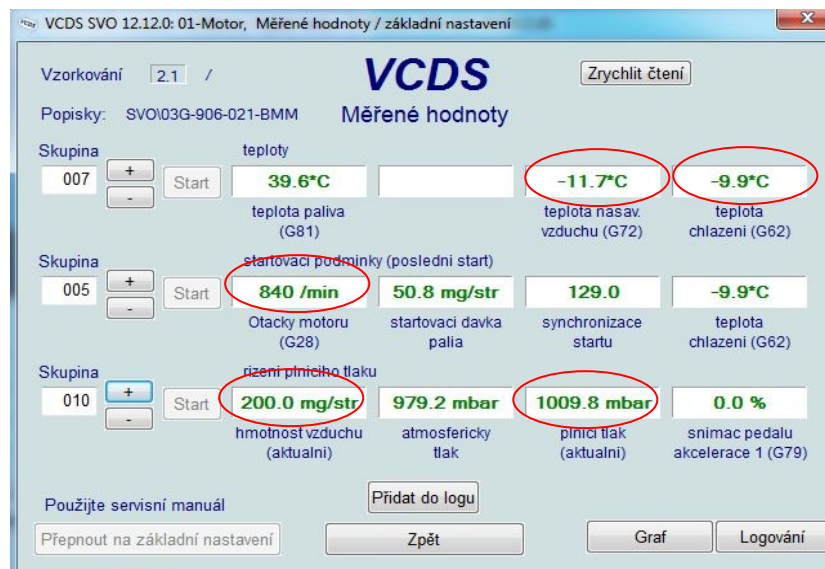 VCDS SVO 12.12.0: 01-Motor, Měřené hodnoty / základní nastavení
Vzorkování 2.1 / VCDS Zrychlit čtení
Popisky: SVO\03G-906-021-BMM Měřené hodnoty
Skupina teploty
007 + - Start 39.6*C -11.7*C -9.9*C
teplota paliva teplota nasav. teplota
(G81) vzduchu (G72) chlazeni (G62)
Skupina startovaci podminky (posledni start)
005 + - Start 840 /min 50.8 mg/str 129.0 -9.9*C
Otacky motoru startovaci davka synchronizace teplota
(G28) palia startu chlazeni (G62)
Skupina rizeni plniciho tlaku
010 + - Start 200.0 mg/str 979.2 mbar 1009.8 mbar 0.0 %
hmotnost vzduchu atmosfericky plnici tlak snimac pedalu
(aktualni) tlak (aktualni) akcelerace 1 (G79)
Použijte servisní manuál Přidat do logu
Přepnout na základní nastavení Zpět Graf Logování